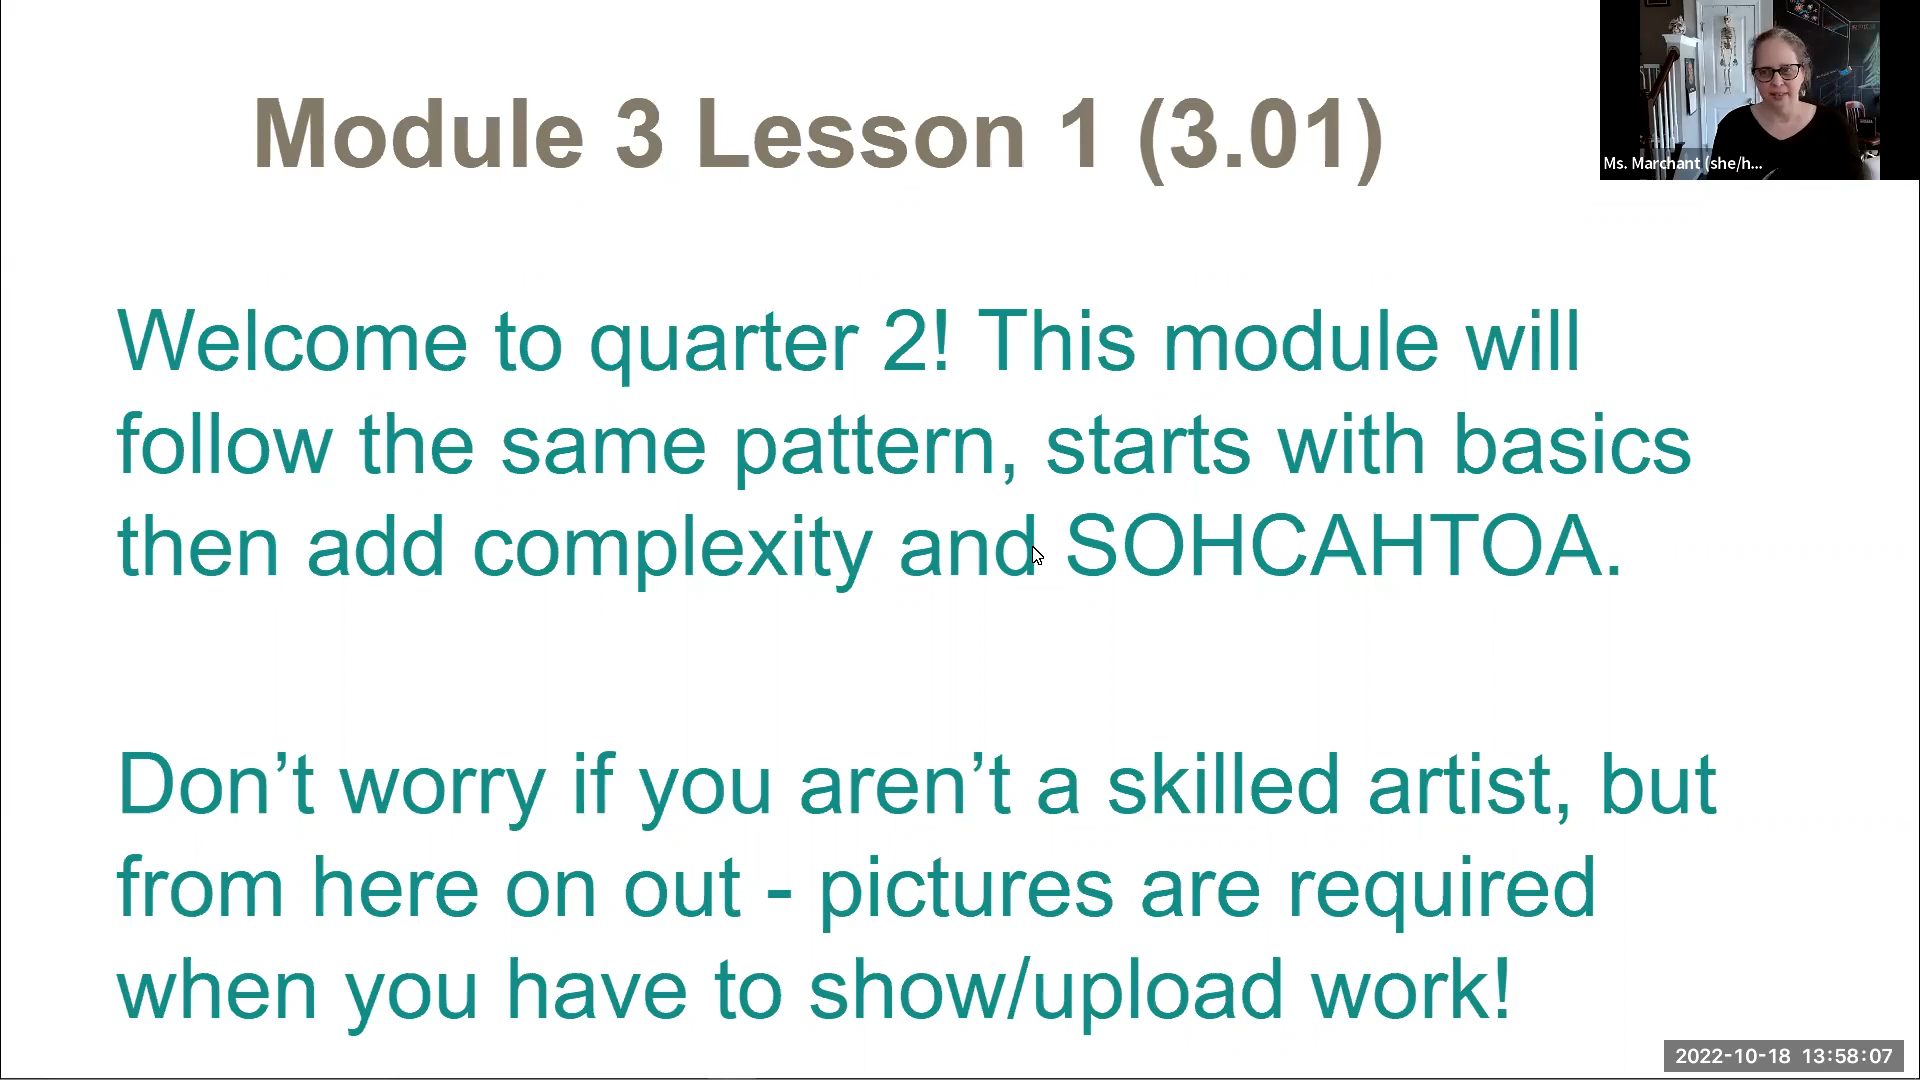 Module 3 Lesson 1 (3.01)
Ms. Marchant (she/h...
Welcome to quarter 2! This module will
follow the same pattern, starts with basics
then add complexity and SOHCAHTOA.
Don’t worry if you aren’t a skilled artist, but
from here on out - pictures are required
when you have to show/upload work!
2022-10-18 13:58:07